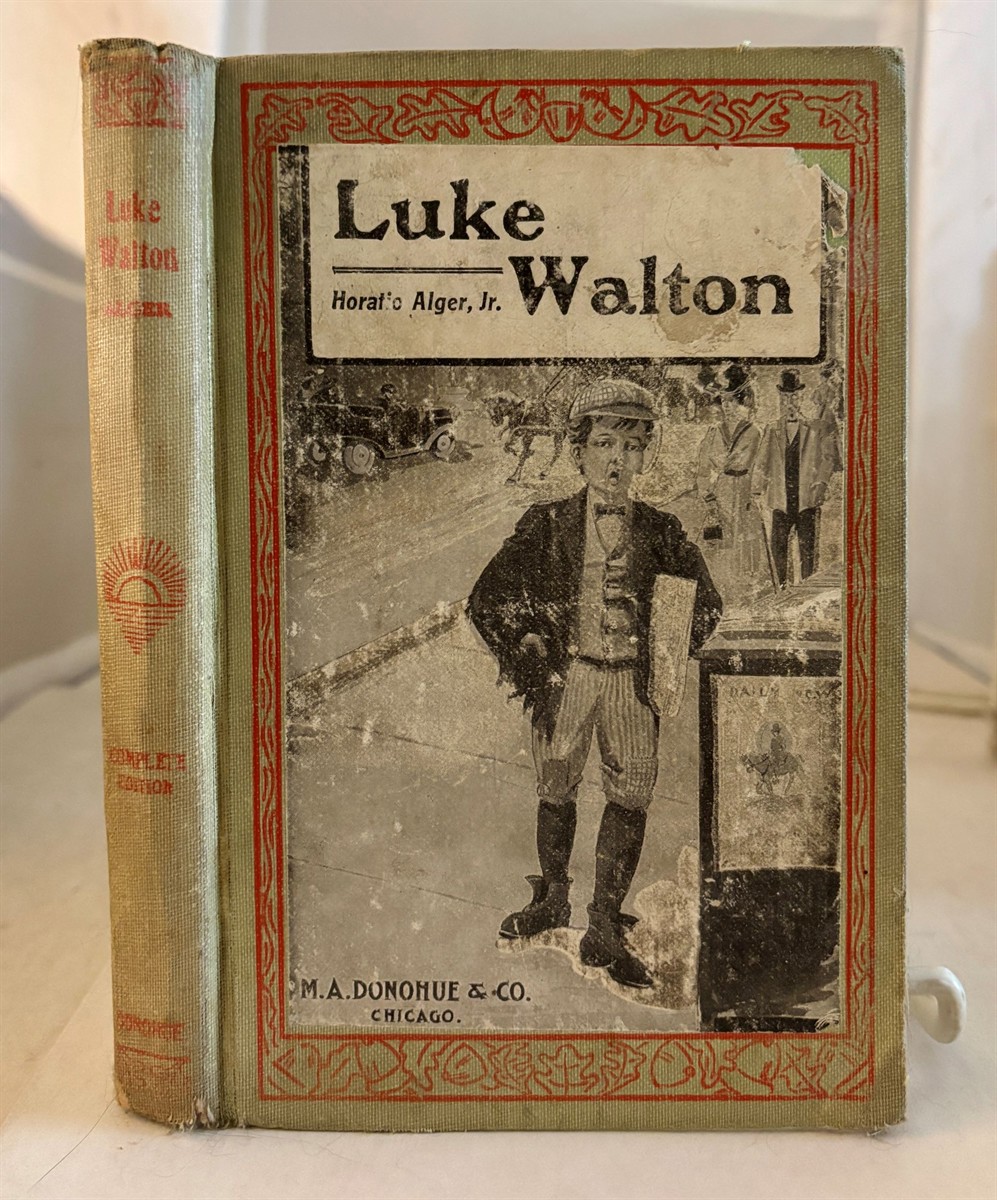 Luke
Walton
ALGER
COMPLETE
EDITION
DONOHUE
Luke
Walton
Horatio Alger, Jr.
DAILY NEWS
M. A. DONOHUE & CO.
CHICAGO.